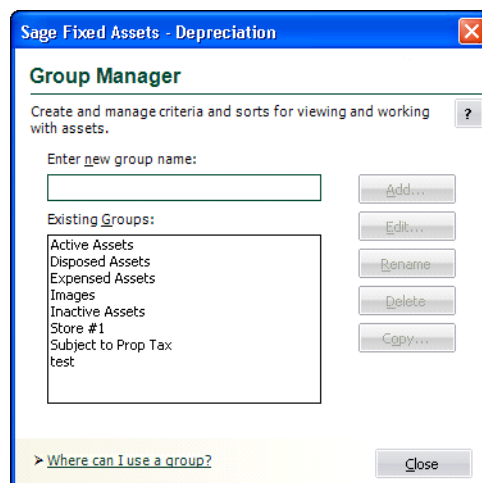 Sage Fixed Assets - Depreciation
Group Manager
Create and manage criteria and sorts for viewing and working
with assets.
?
Enter new group name:
Add...
Existing Groups:
Edit...
Active Assets
Disposed Assets
Expensed Assets
Rename
Images
Inactive Assets
Delete
Store #1
Subject to Prop Tax
Copy...
test
➤ Where can I use a group?
Close